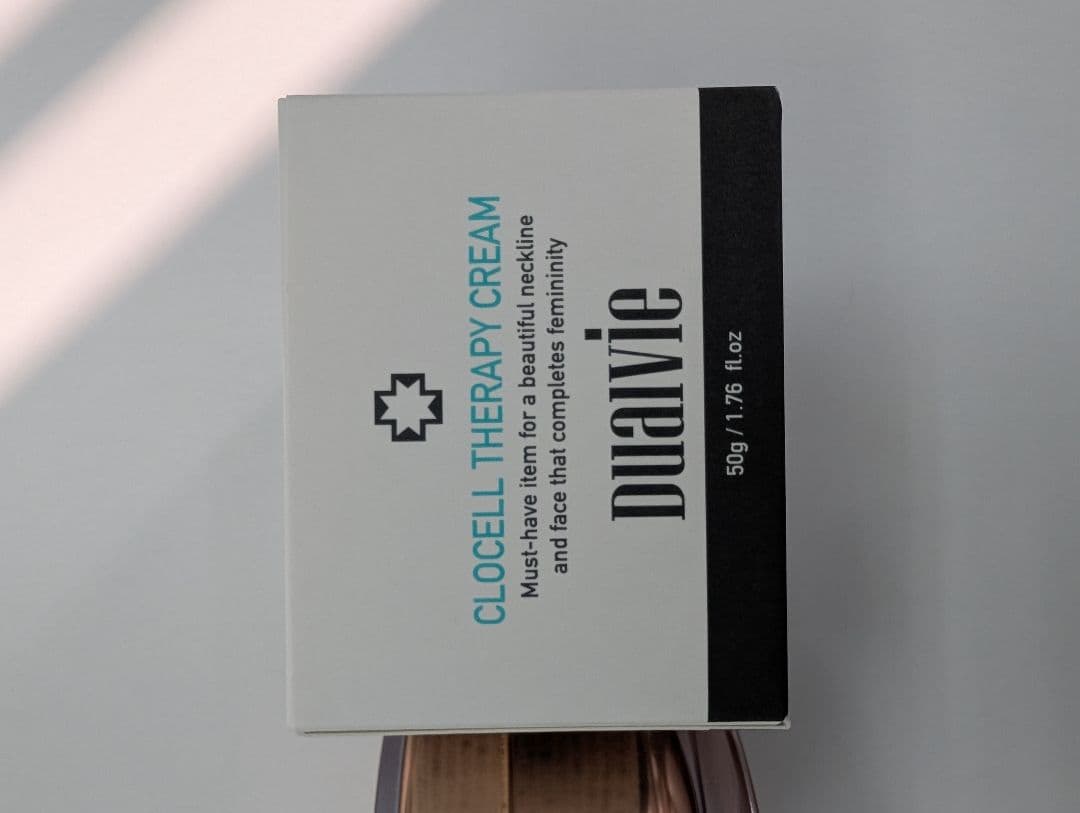 CLOCELL THERAPY CREAM
Must-have item for a beautiful neckline
and face that completes femininity
Dualvie
50g / 1.76 fl.oz